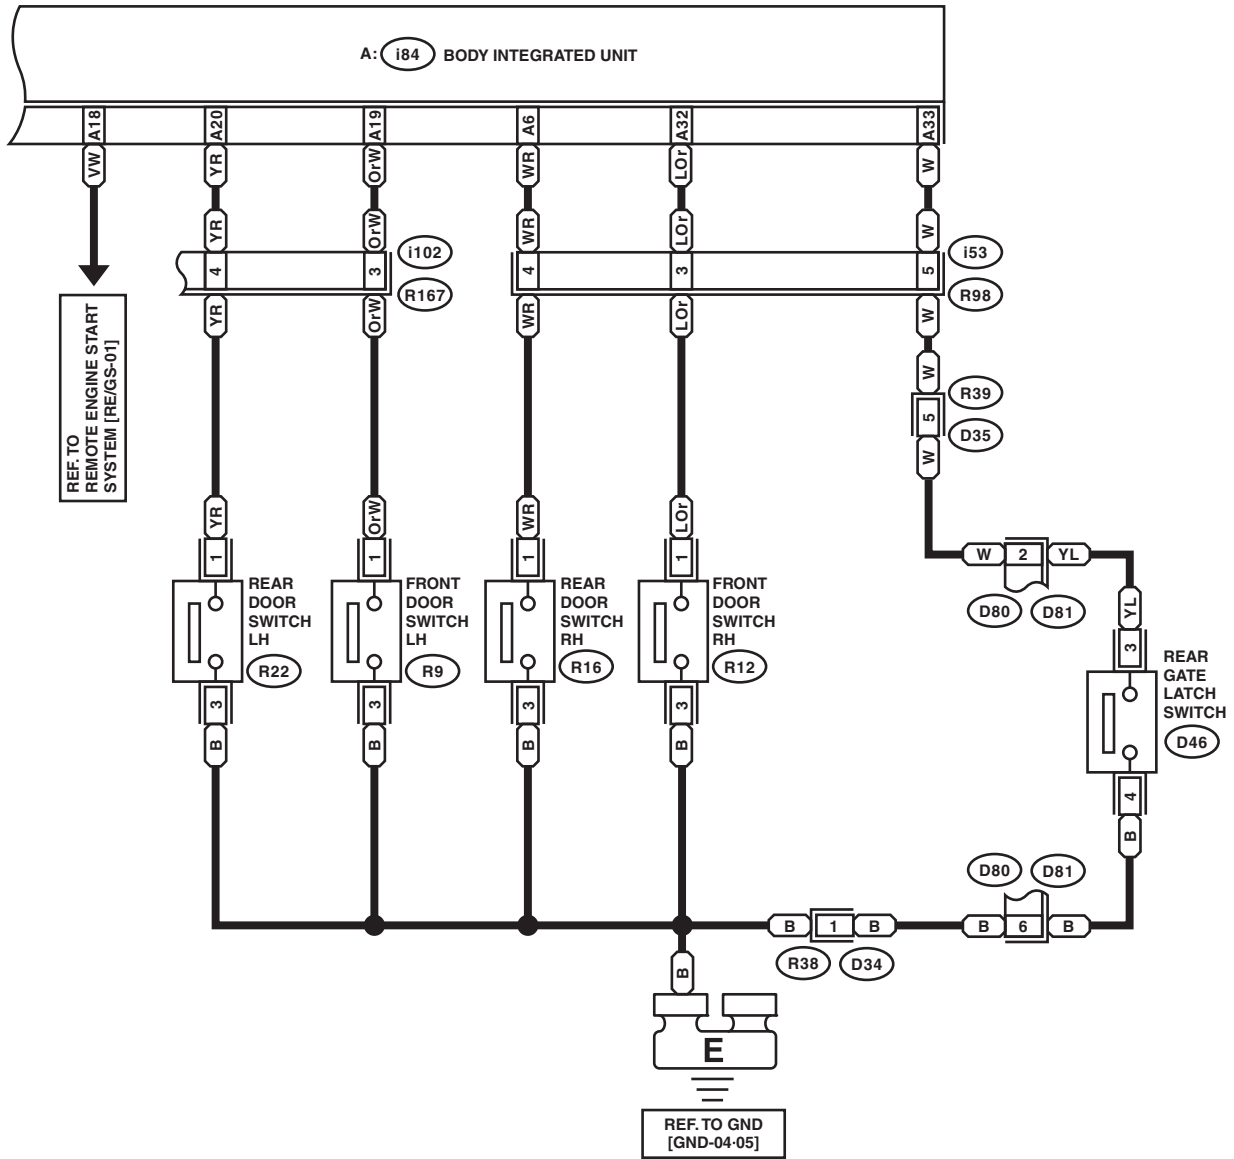 A: i84 BODY INTEGRATED UNIT
A18 A20 A19 A6 A32 A33
VW YR OrW WR LOr W
YR OrW WR LOr W
4 3 i102 4 3 5 i53
R167 R98
YR OrW WR LOr W
W
R39
5
D35
W
REF. TO
REMOTE ENGINE START
SYSTEM [RE/GS-01]
YR OrW WR LOr
1 1 1 1
W 2 YL
D80 D81
YL
3
REAR
DOOR
SWITCH
LH
R22
FRONT
DOOR
SWITCH
LH
R9
REAR
DOOR
SWITCH
RH
R16
FRONT
DOOR
SWITCH
RH
R12
REAR
GATE
LATCH
SWITCH
D46
3 3 3 3
B B B B
4
B
D80 D81
B 1 B
B 6 B
R38 D34
B
E
REF. TO GND
[GND-04·05]